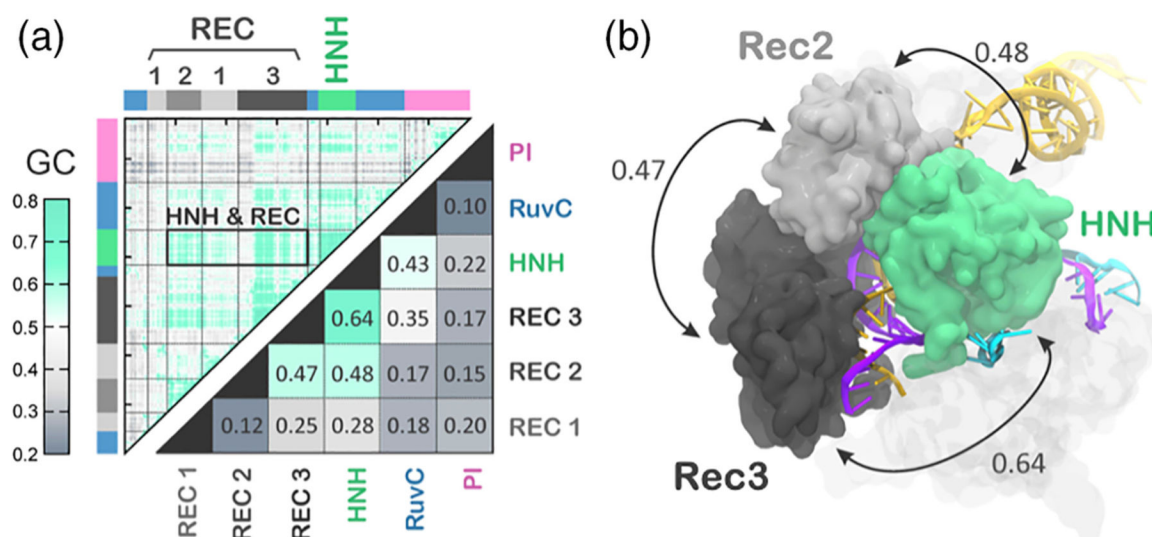 (a)
REC
HNH
1 2 1 3
GC
0.8
0.7
0.6
0.5
0.4
0.3
0.2
HNH & REC
PI
0.10 RuvC
0.43 0.22 HNH
0.64 0.35 0.17 REC 3
0.47 0.48 0.17 0.15 REC 2
0.12 0.25 0.28 0.18 0.20 REC 1
REC 1 REC 2 REC 3 HNH RuvC PI
(b)
Rec2
0.48
0.47
HNH
Rec3
0.64